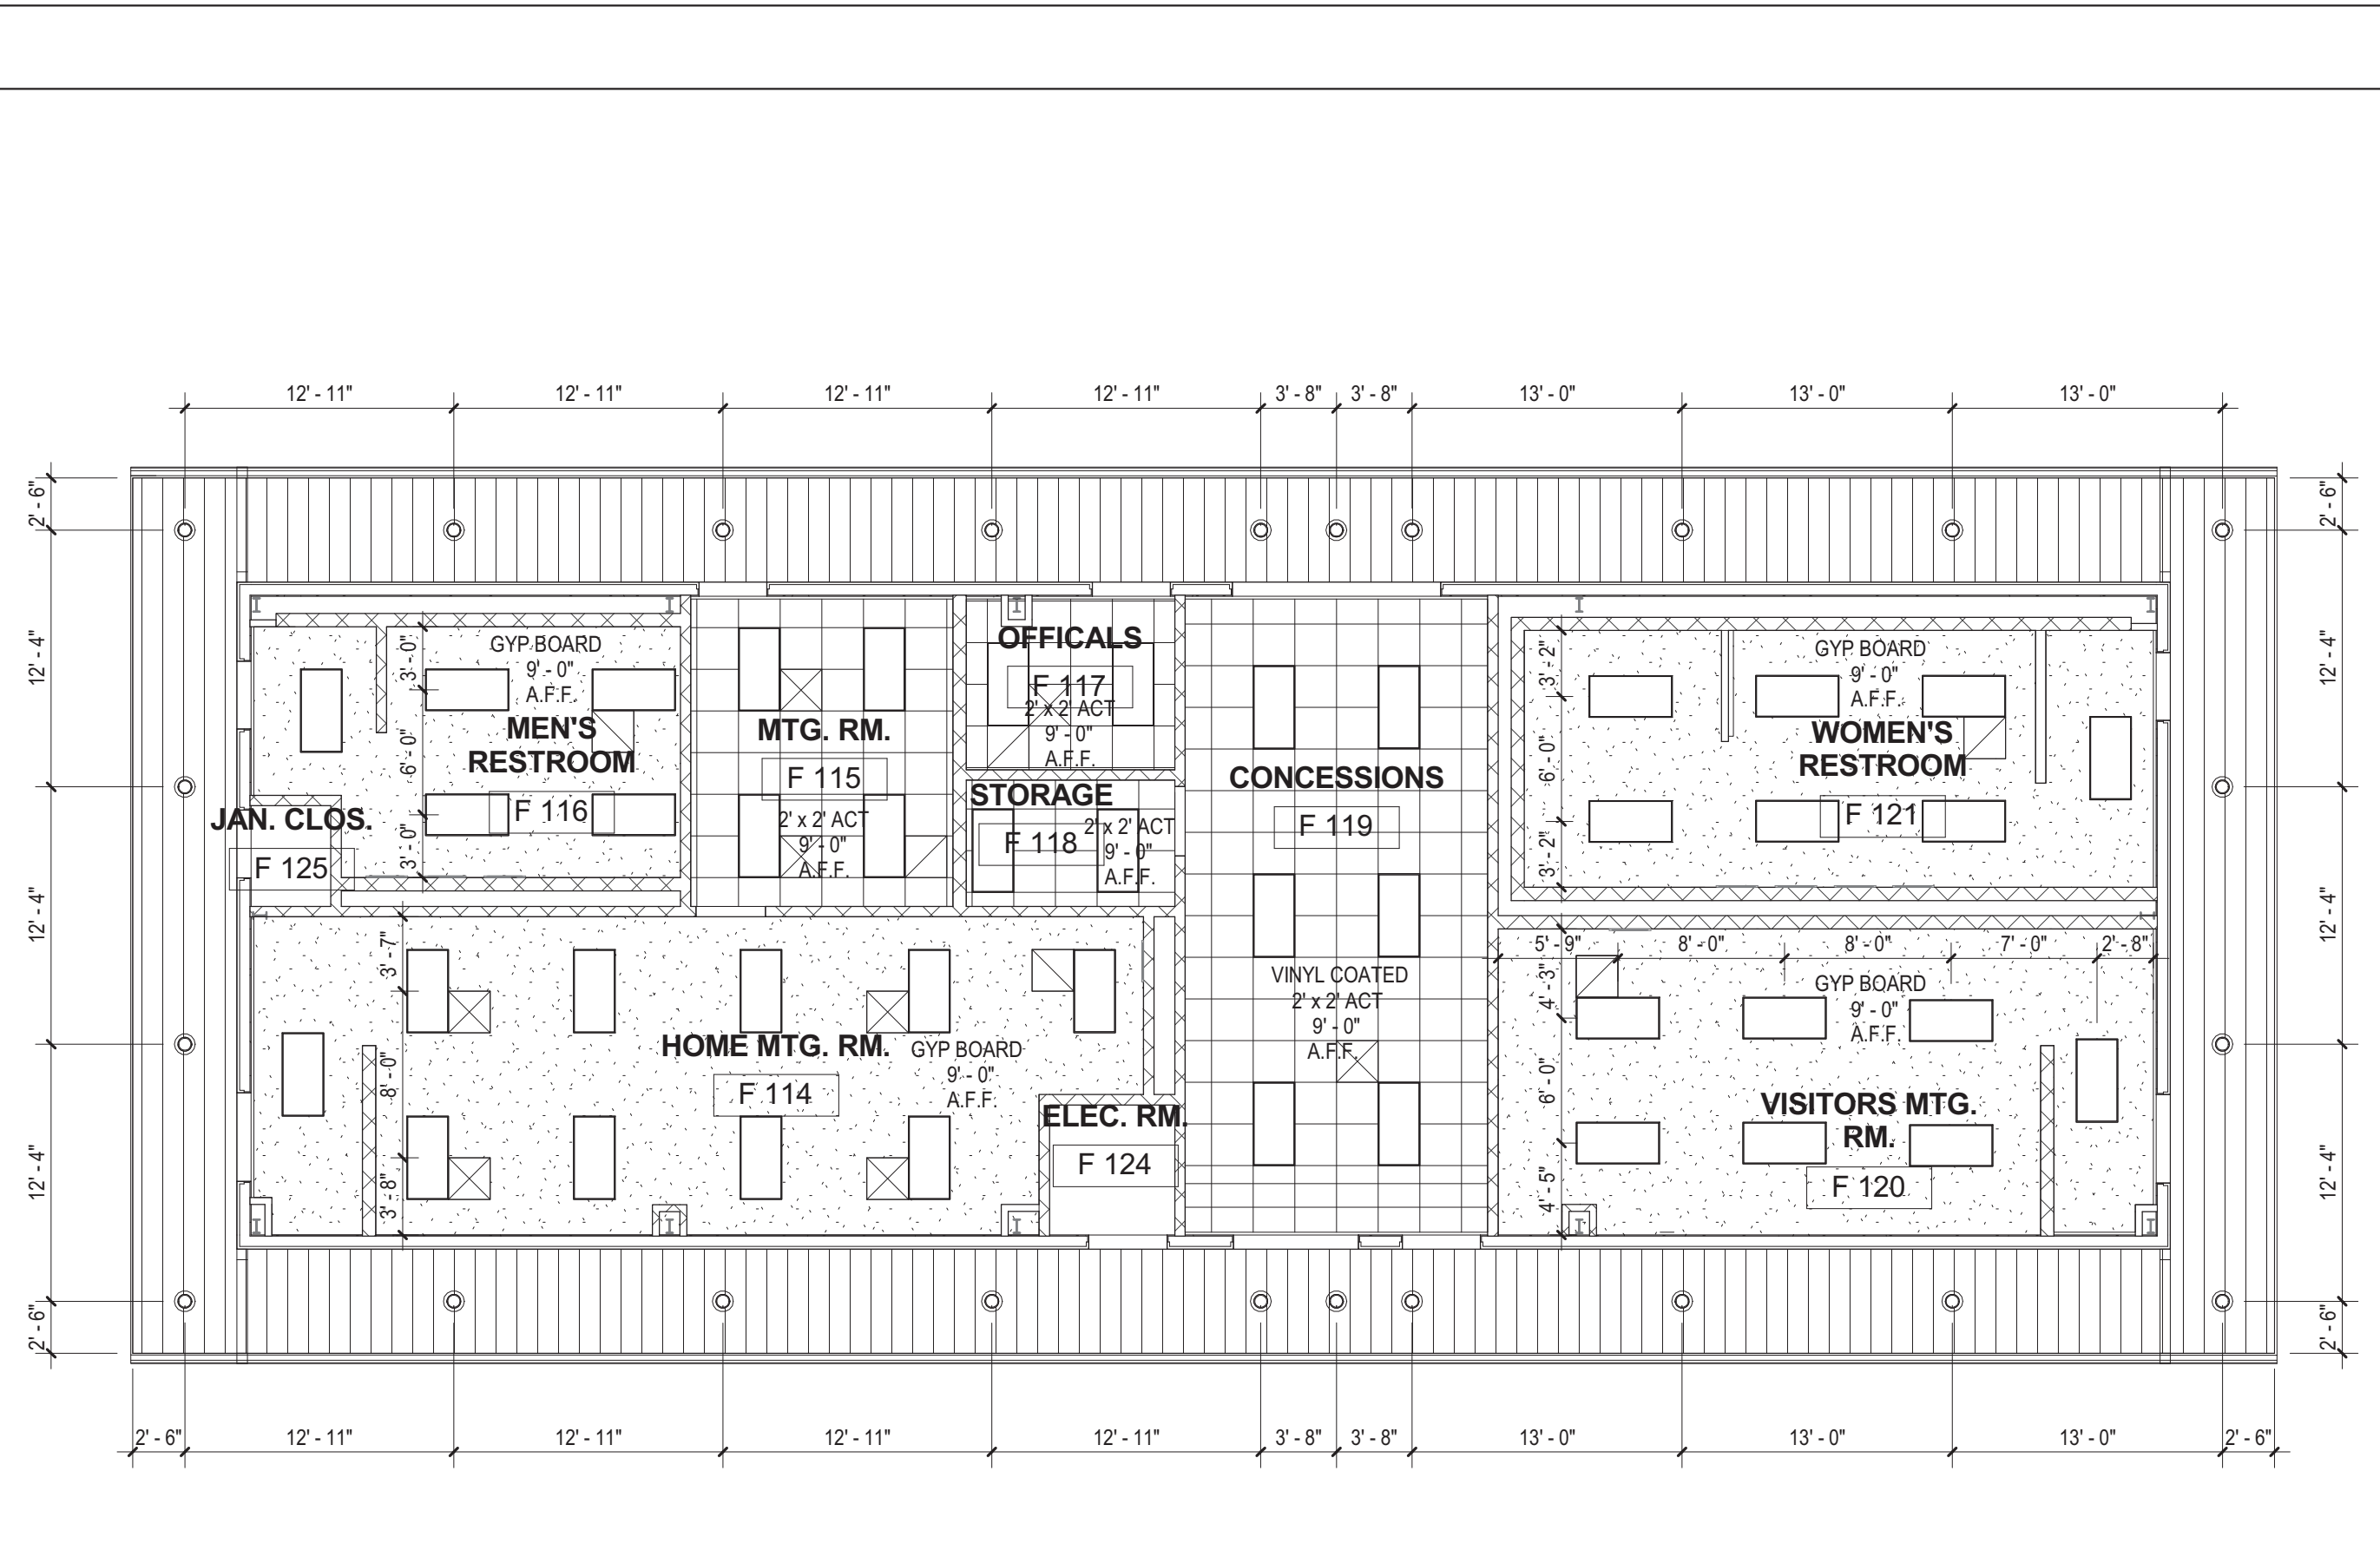 12' - 11"
12' - 11"
12' - 11"
12' - 11"
3' - 8"
3' - 8"
13' - 0"
13' - 0"
13' - 0"
2' - 6"
12' - 4"
12' - 4"
12' - 4"
2' - 6"
2' - 6"
12' - 4"
12' - 4"
12' - 4"
2' - 6"
3' - 0"
6' - 0"
3' - 0"
GYP BOARD
9' - 0"
A.F.F.
MEN'S
RESTROOM
F 116
JAN. CLOS.
F 125
MTG. RM.
F 115
2' x 2' ACT
9' - 0"
A.F.F.
OFFICALS
F 117
2' x 2' ACT
9' - 0"
A.F.F.
STORAGE
F 118
2' x 2' ACT
9' - 0"
A.F.F.
CONCESSIONS
F 119
VINYL COATED
2' x 2' ACT
9' - 0"
A.F.F.
3' - 2"
6' - 0"
3' - 2"
GYP BOARD
9' - 0"
A.F.F.
WOMEN'S
RESTROOM
F 121
3' - 7"
8' - 0"
3' - 8"
HOME MTG. RM.
F 114
GYP BOARD
9' - 0"
A.F.F.
ELEC. RM.
F 124
5' - 9"
8' - 0"
8' - 0"
7' - 0"
2' - 8"
4' - 3"
6' - 0"
4' - 5"
GYP BOARD
9' - 0"
A.F.F.
VISITORS MTG.
RM.
F 120
2' - 6"
12' - 11"
12' - 11"
12' - 11"
12' - 11"
3' - 8"
3' - 8"
13' - 0"
13' - 0"
13' - 0"
2' - 6"